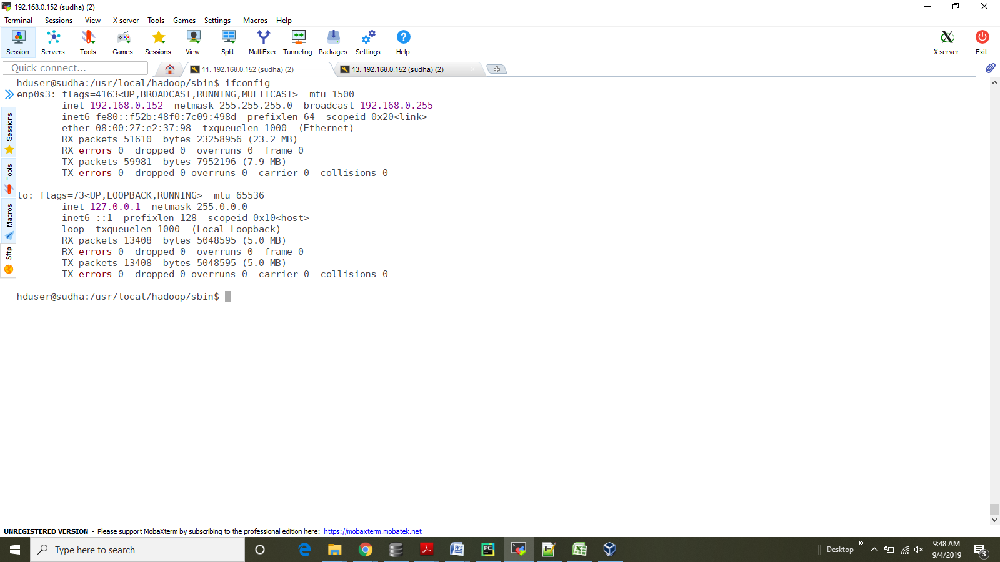 192.168.0.152 (sudha) (2)
Terminal Sessions View X server Tools Games Settings Macros Help
Session Servers Tools Games Sessions View Split MultiExec Tunneling Packages Settings Help X server Exit
Quick connect...
11. 192.168.0.152 (sudha) (2)
13. 192.168.0.152 (sudha) (2)
Sessions
Tools
Macros
Sftp
hduser@sudha:/usr/local/hadoop/sbin$ ifconfig
enp0s3: flags=4163<UP,BROADCAST,RUNNING,MULTICAST>  mtu 1500
        inet 192.168.0.152  netmask 255.255.255.0  broadcast 192.168.0.255
        inet6 fe80::f52b:48f0:7c09:498d  prefixlen 64  scopeid 0x20<link>
        ether 08:00:27:e2:37:98  txqueuelen 1000  (Ethernet)
        RX packets 51610  bytes 23258956 (23.2 MB)
        RX errors 0  dropped 0  overruns 0  frame 0
        TX packets 59981  bytes 7952196 (7.9 MB)
        TX errors 0  dropped 0 overruns 0  carrier 0  collisions 0
lo: flags=73<UP,LOOPBACK,RUNNING>  mtu 65536
        inet 127.0.0.1  netmask 255.0.0.0
        inet6 ::1  prefixlen 128  scopeid 0x10<host>
        loop  txqueuelen 1000  (Local Loopback)
        RX packets 13408  bytes 5048595 (5.0 MB)
        RX errors 0  dropped 0  overruns 0  frame 0
        TX packets 13408  bytes 5048595 (5.0 MB)
        TX errors 0  dropped 0 overruns 0  carrier 0  collisions 0
hduser@sudha:/usr/local/hadoop/sbin$
UNREGISTERED VERSION - Please support MobaXterm by subscribing to the professional edition here: https://mobaxterm.mobatek.net
Type here to search
Desktop
9:48 AM
9/4/2019
3